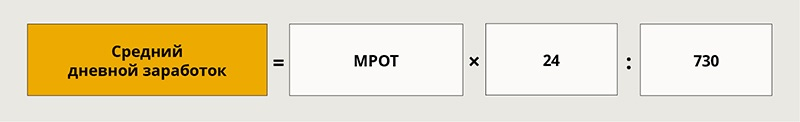 Средний
дневной заработок = МРОТ × 24 : 730